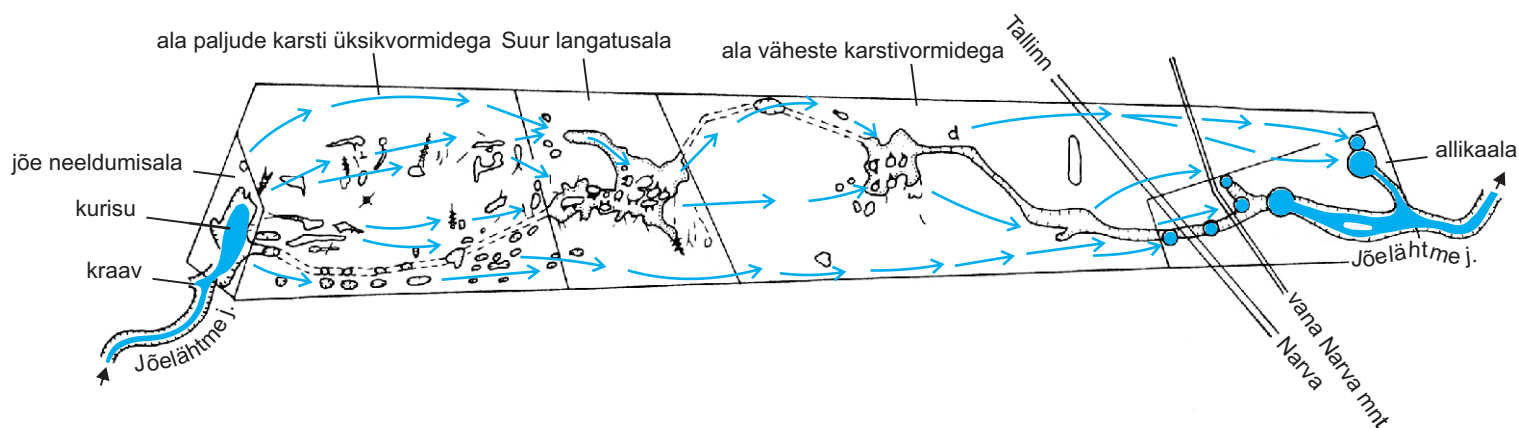 ala paljude karsti üksikvormidega
Suur langatusala
ala väheste karstivormidega
Tallinn
jõe neeldumisala
allikaala
kurisu
kraav
Jõelähtme j.
Jõelähtme j.
Narva
vana Narva mnt